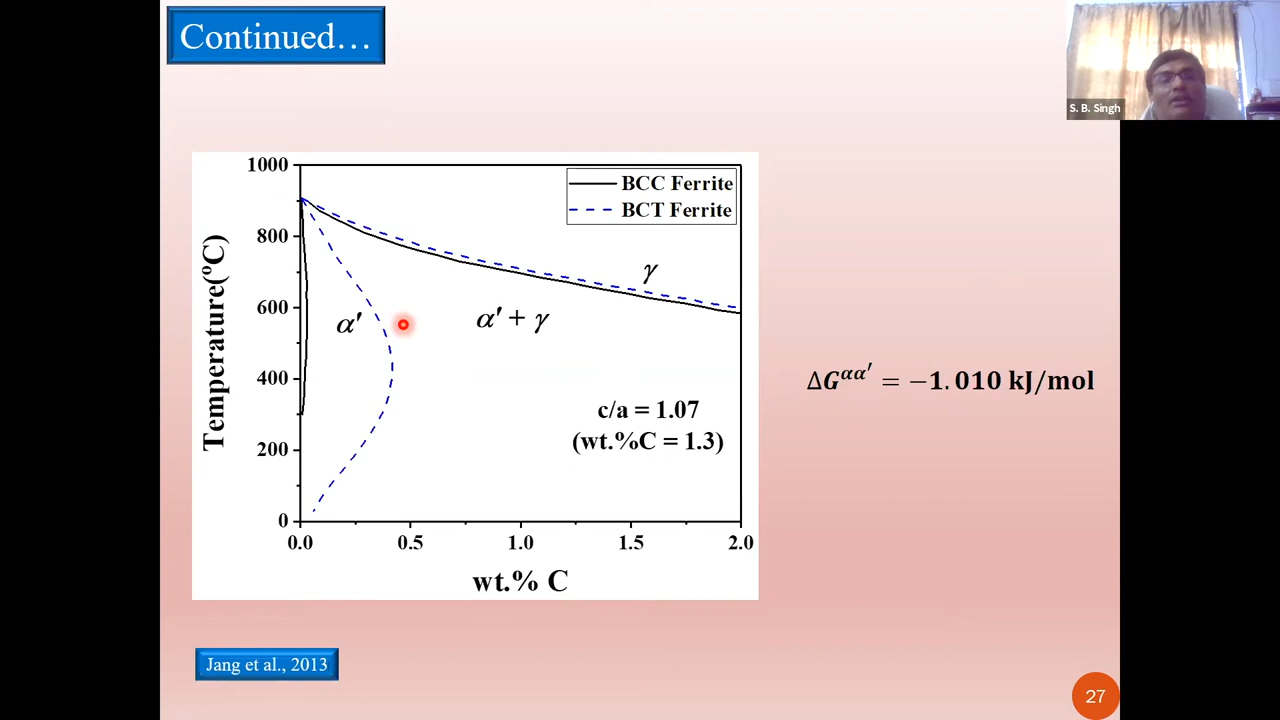 Continued…
S. B. Singh
1000
800
600
400
200
0
Temperature(ºC)
BCC Ferrite
BCT Ferrite
γ
α′
α′ + γ
c/a = 1.07
(wt.%C = 1.3)
0.0 0.5 1.0 1.5 2.0
wt.% C
ΔG^αα′ = −1.010 kJ/mol
Jang et al., 2013
27